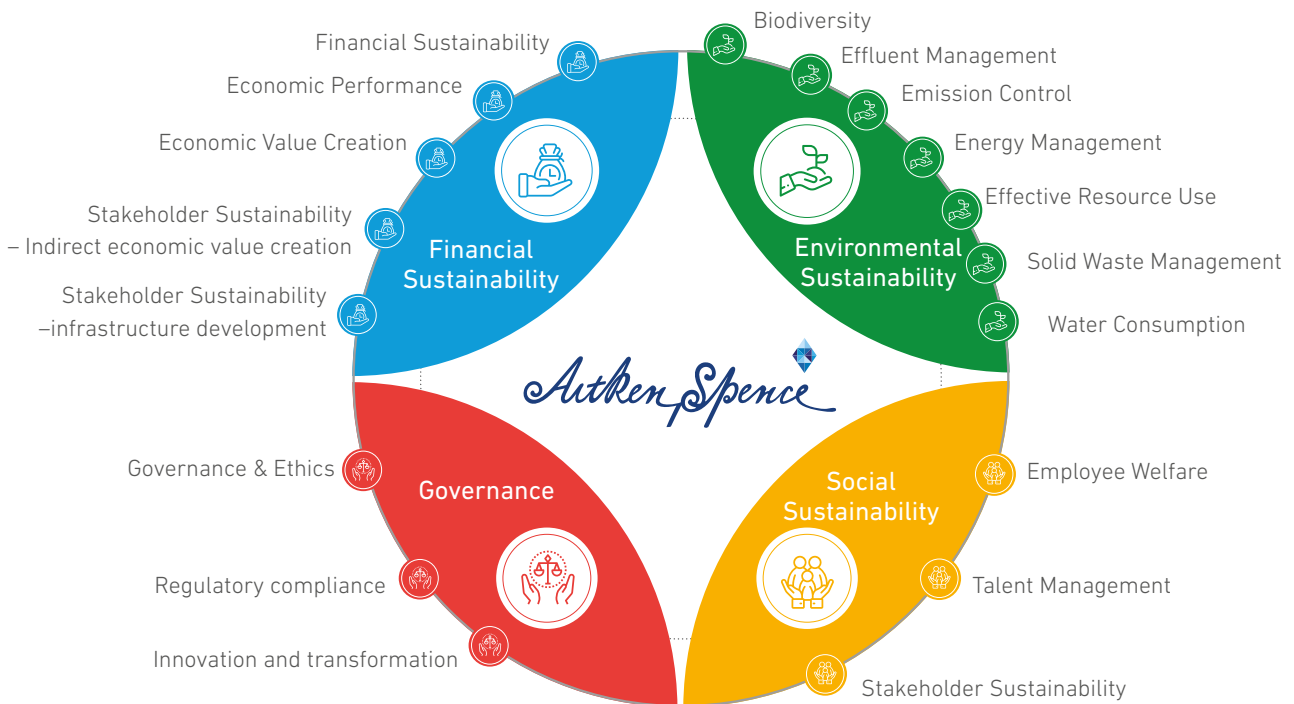 Financial Sustainability
Economic Performance
Economic Value Creation
Stakeholder Sustainability
– Indirect economic value creation
Stakeholder Sustainability
–infrastructure development
Financial
Sustainability
Biodiversity
Effluent Management
Emission Control
Energy Management
Effective Resource Use
Solid Waste Management
Water Consumption
Environmental
Sustainability
Aitken Spence
Governance & Ethics
Regulatory compliance
Innovation and transformation
Governance
Social
Sustainability
Employee Welfare
Talent Management
Stakeholder Sustainability